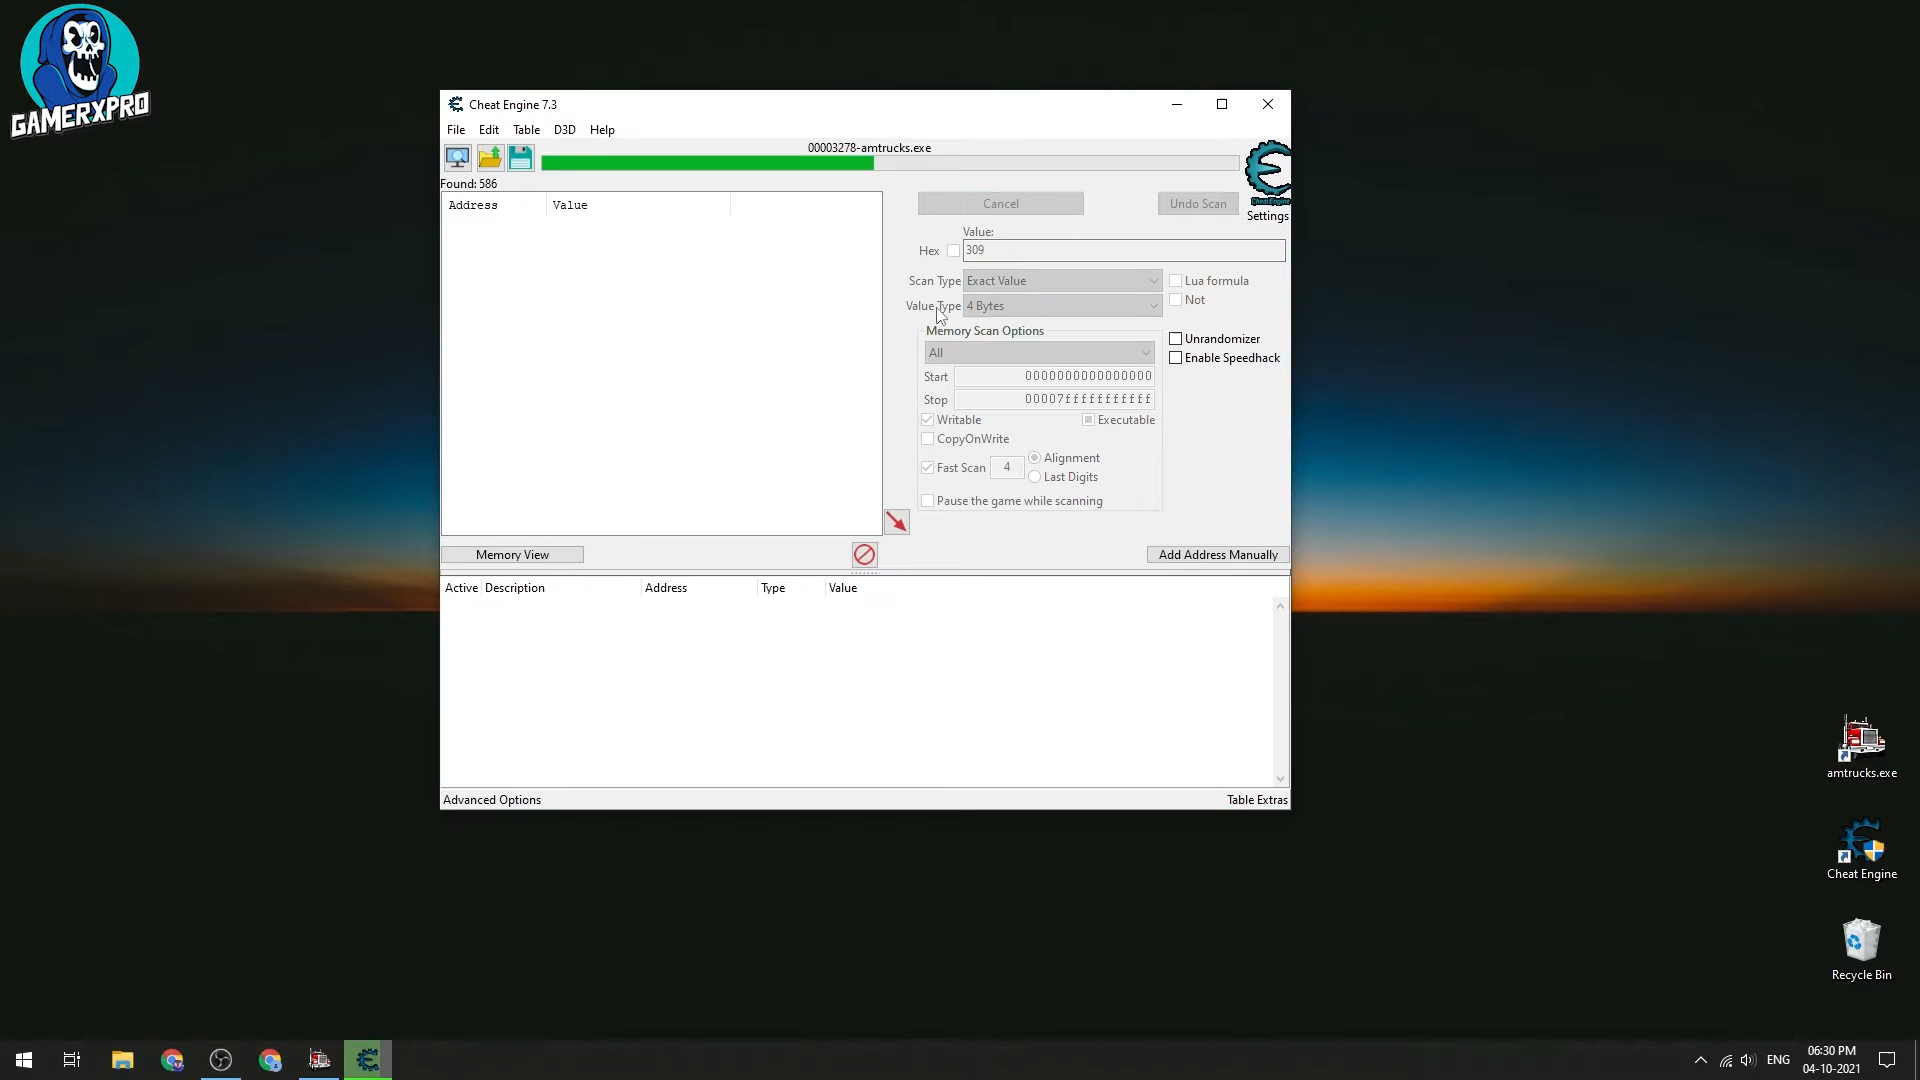 GAMERXPRO
Cheat Engine 7.3
File Edit Table D3D Help
00003278-amtrucks.exe
Found: 586
Address Value
Cancel Undo Scan
Cheat Engine
Settings
Value:
Hex 309
Scan Type Exact Value Lua formula
Value Type 4 Bytes Not
Memory Scan Options
All
Unrandomizer
Enable Speedhack
Start 0000000000000000
Stop 00007fffffffffff
Writable Executable
CopyOnWrite
Fast Scan 4 Alignment
Last Digits
Pause the game while scanning
Memory View Add Address Manually
Active Description Address Type Value
Advanced Options Table Extras
amtrucks.exe
Cheat Engine
Recycle Bin
ENG 06:30 PM
04-10-2021